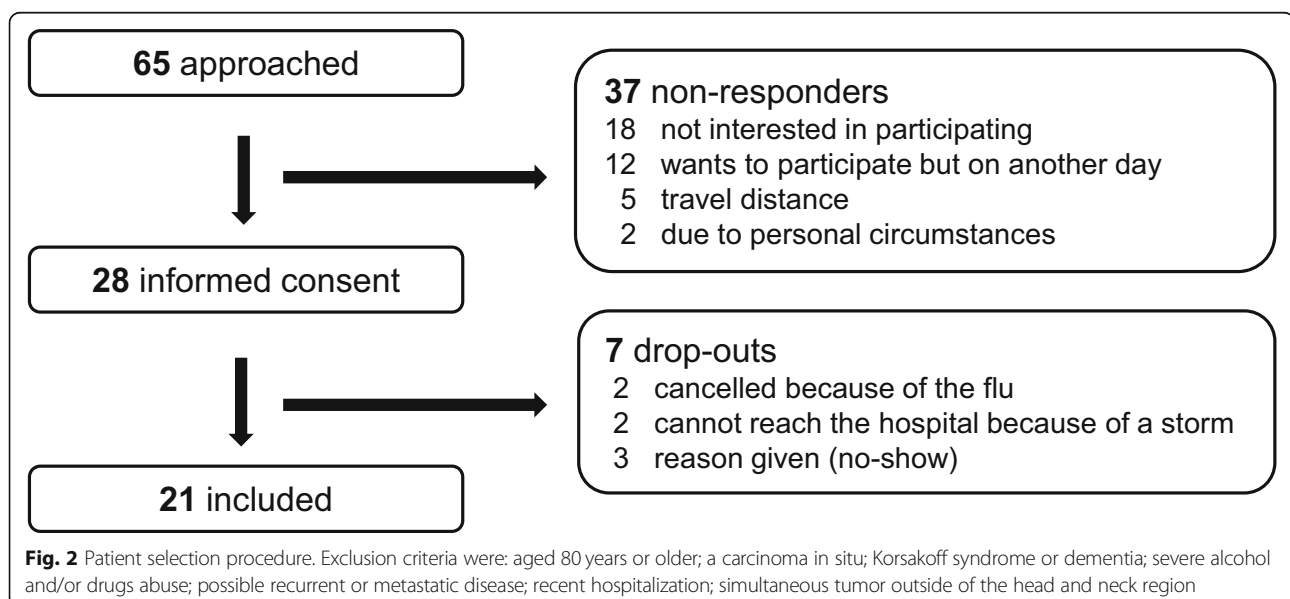 65 approached
37 non-responders
18 not interested in participating
12 wants to participate but on another day
5 travel distance
2 due to personal circumstances
28 informed consent
7 drop-outs
2 cancelled because of the flu
2 cannot reach the hospital because of a storm
3 reason given (no-show)
21 included
Fig. 2 Patient selection procedure. Exclusion criteria were: aged 80 years or older; a carcinoma in situ; Korsakoff syndrome or dementia; severe alcohol
and/or drugs abuse; possible recurrent or metastatic disease; recent hospitalization; simultaneous tumor outside of the head and neck region